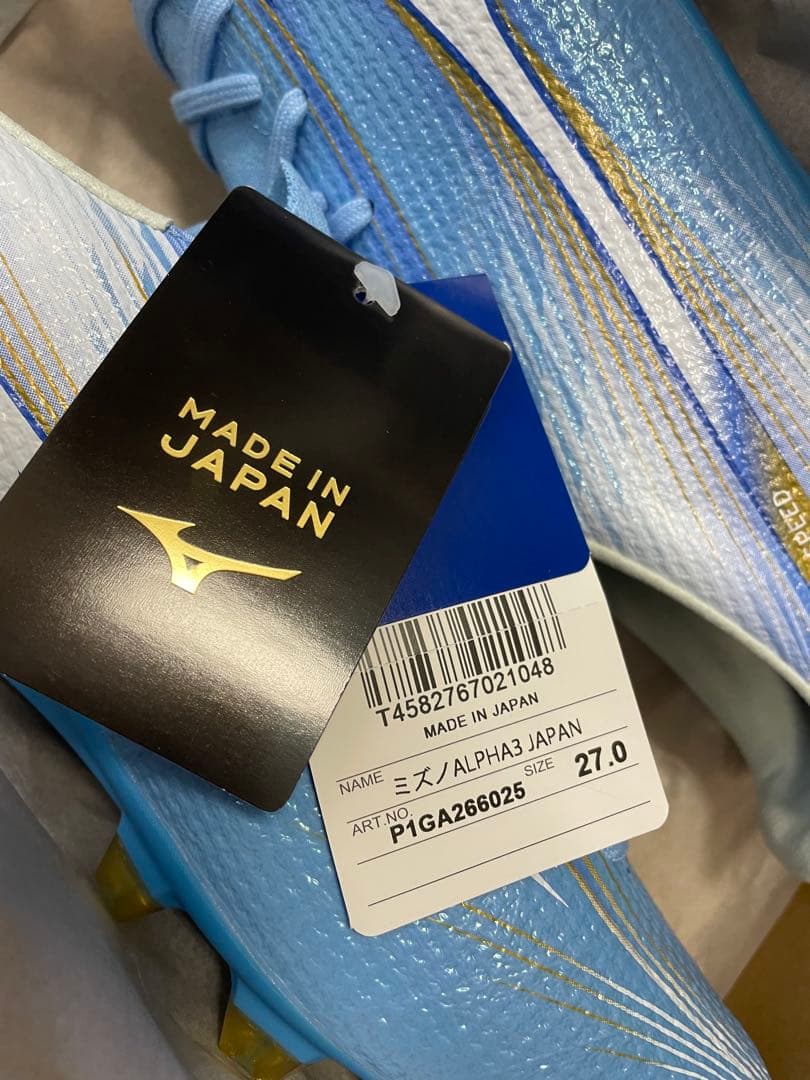 MADE IN
JAPAN
T4582767021048
MADE IN JAPAN
NAME ミズノALPHA3 JAPAN
ART.NO. P1GA266025 SIZE 27.0